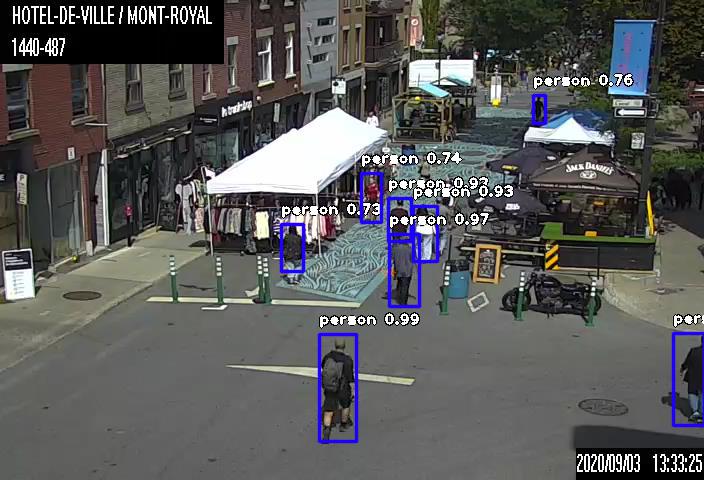 HOTEL-DE-VILLE / MONT-ROYAL
1440-487
person 0.76
person 0.74
person 0.92
person 0.93
person 0.73
person 0.97
JACK DANIEL'S
person 0.99
pers
2020/09/03 13:33:25